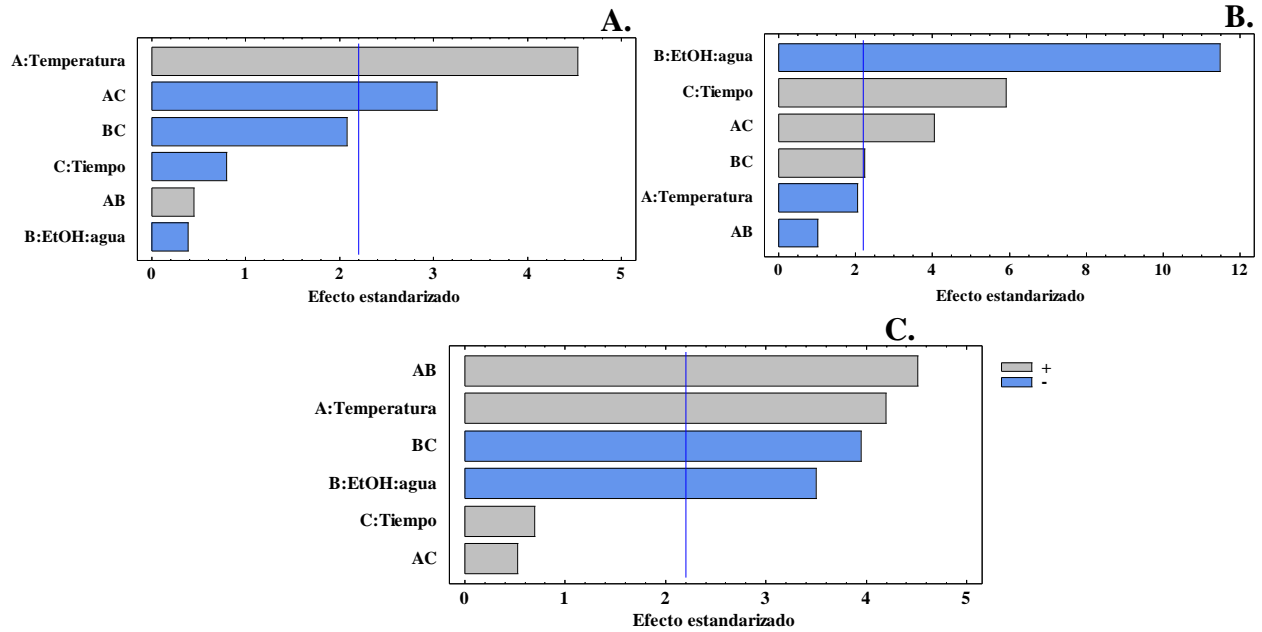 A.
A:Temperatura
AC
BC
C:Tiempo
AB
B:EtOH:agua
0 1 2 3 4 5
Efecto estandarizado
B.
B:EtOH:agua
C:Tiempo
AC
BC
A:Temperatura
AB
0 2 4 6 8 10 12
Efecto estandarizado
C.
AB
A:Temperatura
BC
B:EtOH:agua
C:Tiempo
AC
0 1 2 3 4 5
Efecto estandarizado
+
-